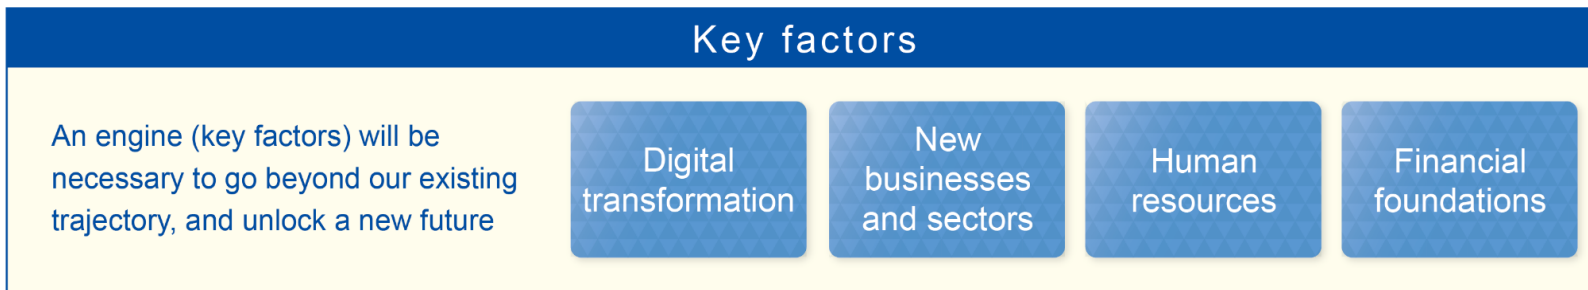 Key factors
An engine (key factors) will be
necessary to go beyond our existing
trajectory, and unlock a new future
Digital
transformation
New
businesses
and sectors
Human
resources
Financial
foundations